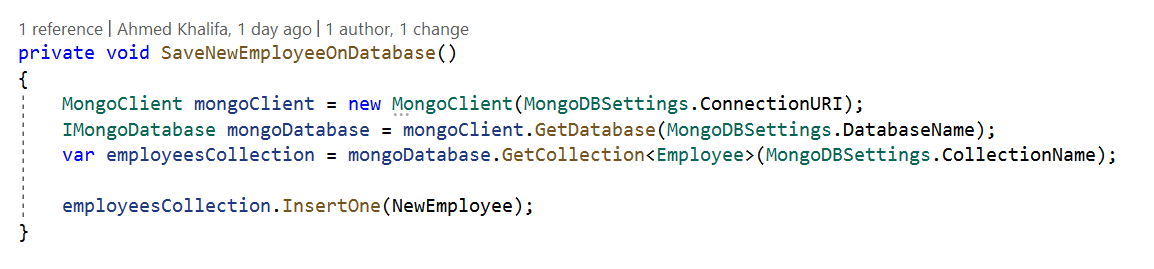 1 reference | Ahmed Khalifa, 1 day ago | 1 author, 1 change
private void SaveNewEmployeeOnDatabase()
{
    MongoClient mongoClient = new MongoClient(MongoDBSettings.ConnectionURI);
    IMongoDatabase mongoDatabase = mongoClient.GetDatabase(MongoDBSettings.DatabaseName);
    var employeesCollection = mongoDatabase.GetCollection<Employee>(MongoDBSettings.CollectionName);

    employeesCollection.InsertOne(NewEmployee);
}